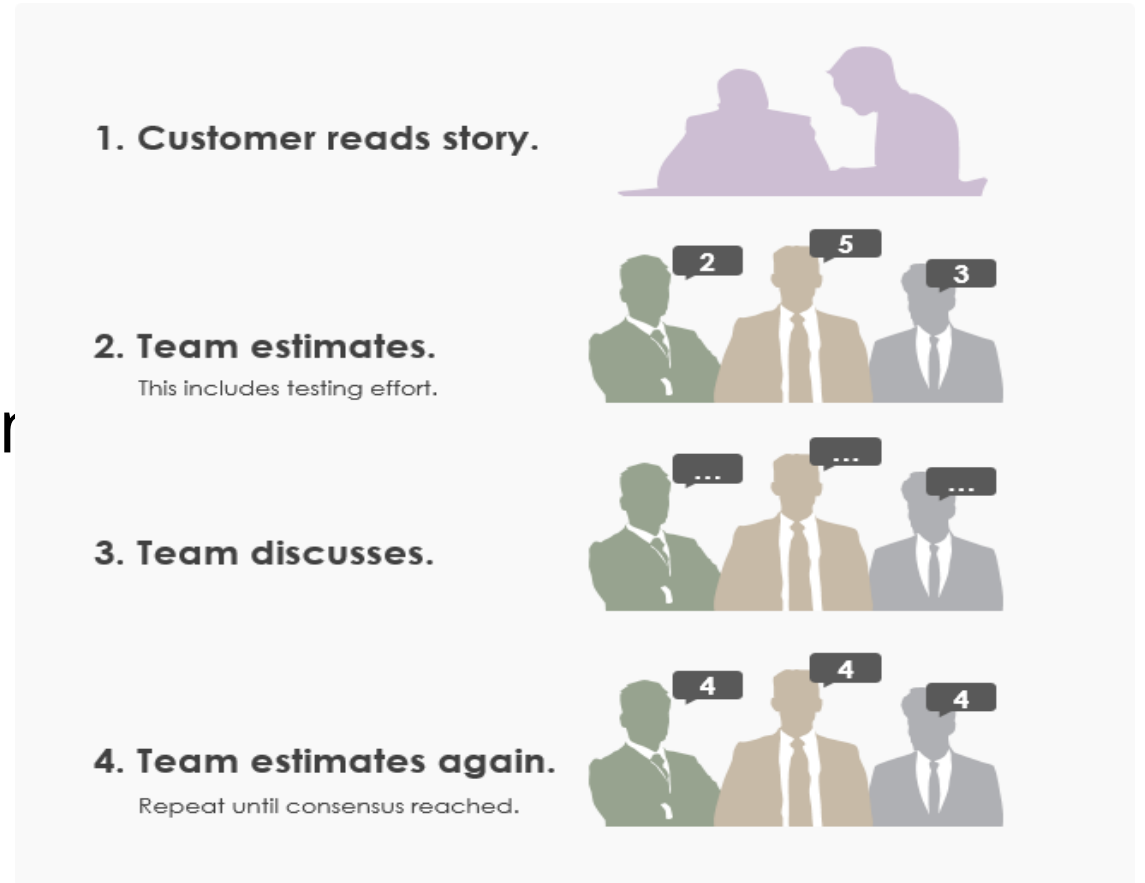 1. Customer reads story.
2
5
3
2. Team estimates.
This includes testing effort.
r
...
...
...
3. Team discusses.
4
4
4
4. Team estimates again.
Repeat until consensus reached.